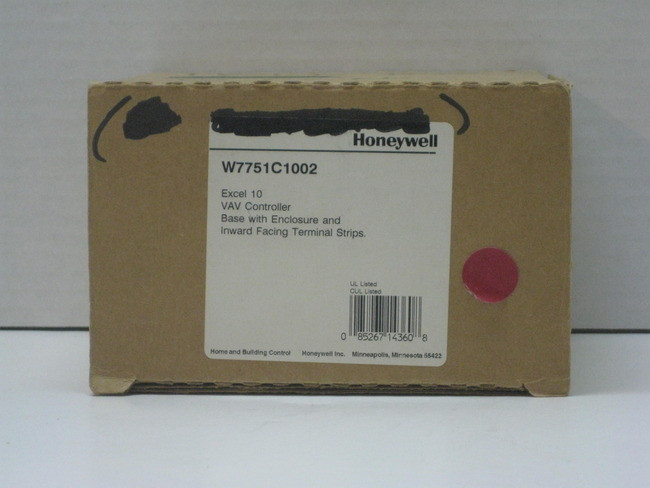 Honeywell
W7751C1002
Excel 10
VAV Controller
Base with Enclosure and
Inward Facing Terminal Strips.
UL Listed
CUL Listed
0 85267 14360 8
Home and Building Control Honeywell Inc. Minneapolis, Minnesota 55422